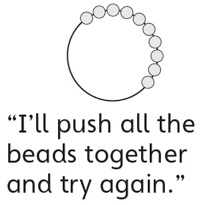 “I’ll push all the
beads together
and try again.”